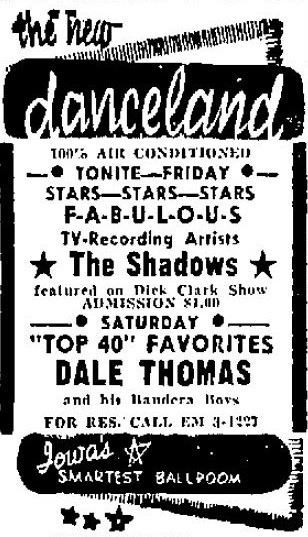 the new
danceland
100% AIR CONDITIONED
TONITE—FRIDAY
STARS—STARS—STARS
F-A-B-U-L-O-U-S
TV-Recording Artists
The Shadows
featured on Dick Clark Show
ADMISSION $1.00
SATURDAY
"TOP 40" FAVORITES
DALE THOMAS
and his Bandera Boys
FOR RES. CALL EM 3-1227
Iowa's
SMARTEST BALLROOM